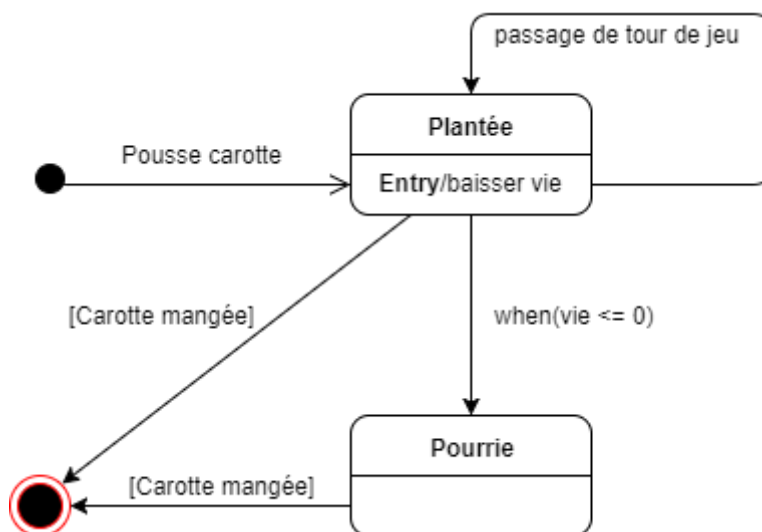 passage de tour de jeu
Plantée
Pousse carotte
Entry/baisser vie
[Carotte mangée]
when(vie <= 0)
Pourrie
[Carotte mangée]